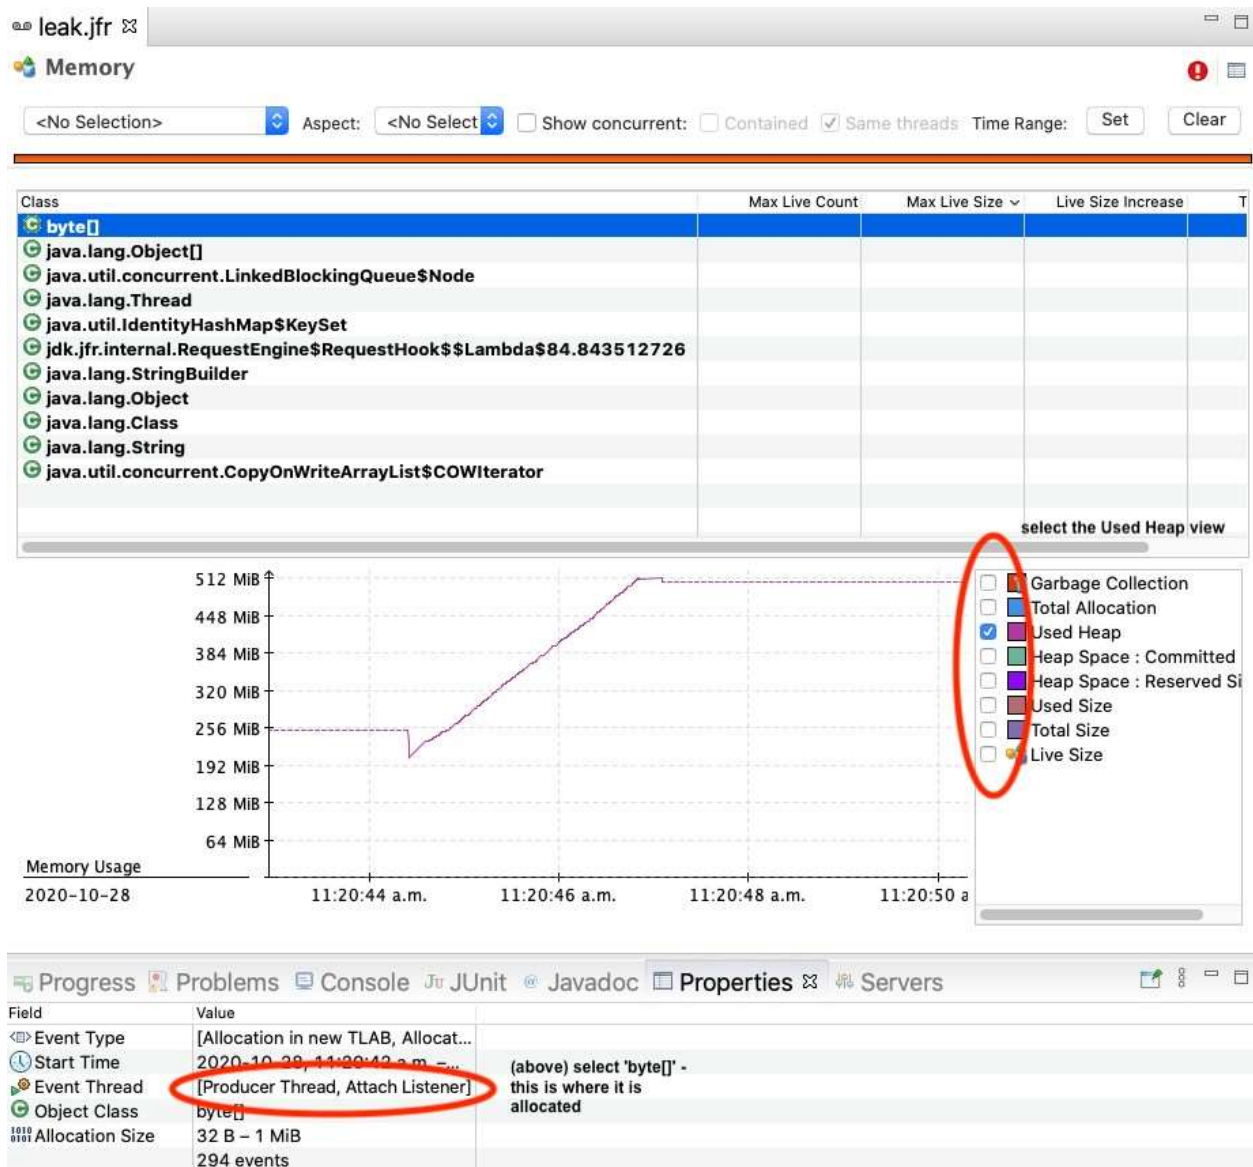 leak.jfr
Memory
<No Selection> Aspect: <No Select Show concurrent: Contained Same threads Time Range: Set Clear
Class Max Live Count Max Live Size Live Size Increase T
byte[]
java.lang.Object[]
java.util.concurrent.LinkedBlockingQueue$Node
java.lang.Thread
java.util.IdentityHashMap$KeySet
jdk.jfr.internal.RequestEngine$RequestHook$$Lambda$84.843512726
java.lang.StringBuilder
java.lang.Object
java.lang.Class
java.lang.String
java.util.concurrent.CopyOnWriteArrayList$COWIterator
select the Used Heap view
512 MiB
448 MiB
384 MiB
320 MiB
256 MiB
192 MiB
128 MiB
64 MiB
Memory Usage
2020-10-28 11:20:44 a.m. 11:20:46 a.m. 11:20:48 a.m. 11:20:50 a
Garbage Collection
Total Allocation
Used Heap
Heap Space : Committed
Heap Space : Reserved Si
Used Size
Total Size
Live Size
Progress Problems Console JUnit Javadoc Properties Servers
Field Value
Event Type [Allocation in new TLAB, Allocat...
Start Time 2020-10-28, 11:20:42 a.m. –...
Event Thread [Producer Thread, Attach Listener]
Object Class byte[]
Allocation Size 32 B – 1 MiB
294 events
(above) select 'byte[]' -
this is where it is
allocated